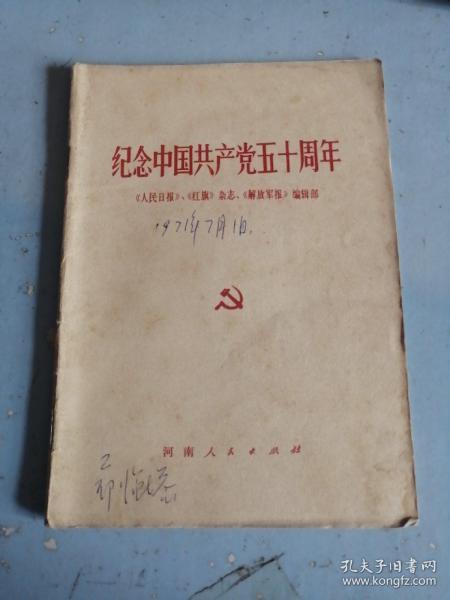 纪念中国共产党五十周年
《人民日报》、《红旗》杂志、《解放军报》编辑部
1971年7月1日.
河南人民出版社
孔夫子旧书网
www.kongfz.com